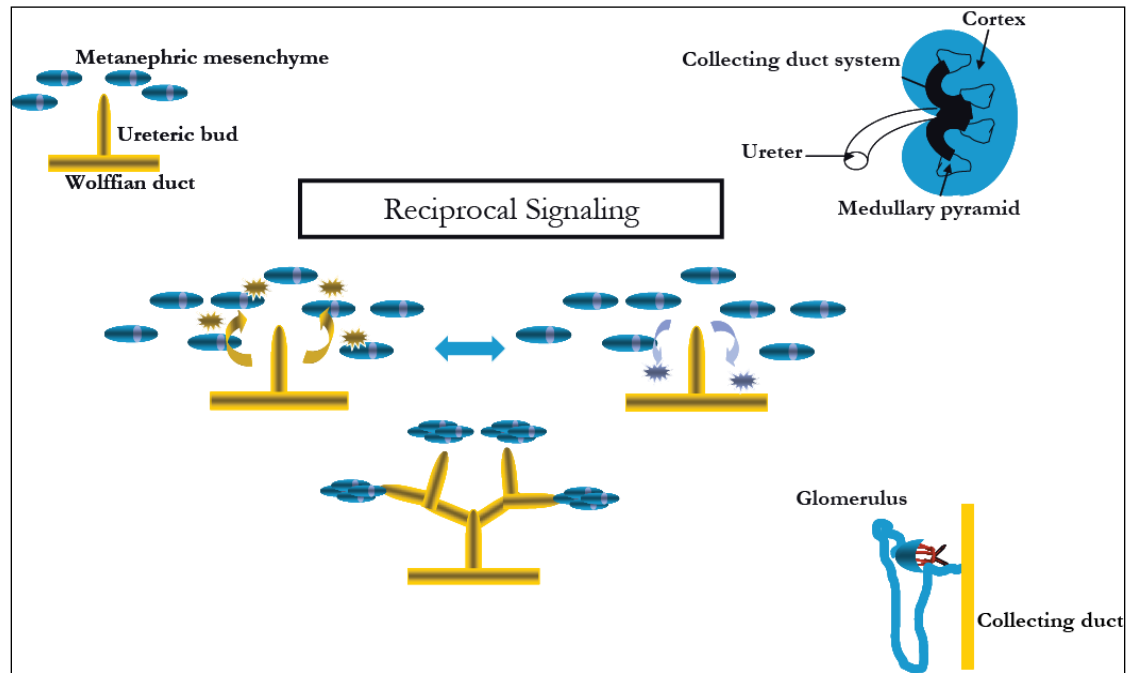 Metanephric mesenchyme
Ureteric bud
Wolffian duct
Cortex
Collecting duct system
Ureter
Medullary pyramid
Reciprocal Signaling
Glomerulus
Collecting duct